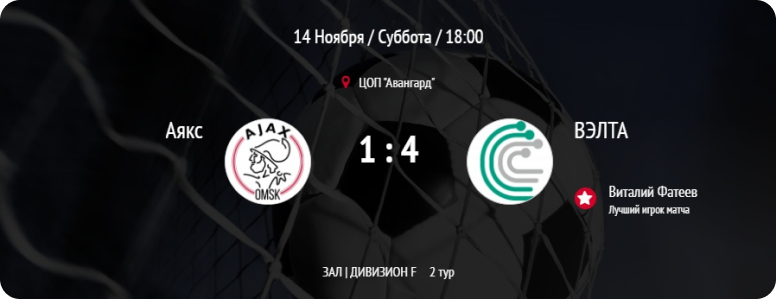 14 Ноября / Суббота / 18:00
ЦОП "Авангард"
Аякс
AJAX
OMSK
1 : 4
ВЭЛТА
Виталий Фатеев
Лучший игрок матча
ЗАЛ | ДИВИЗИОН F 2 тур